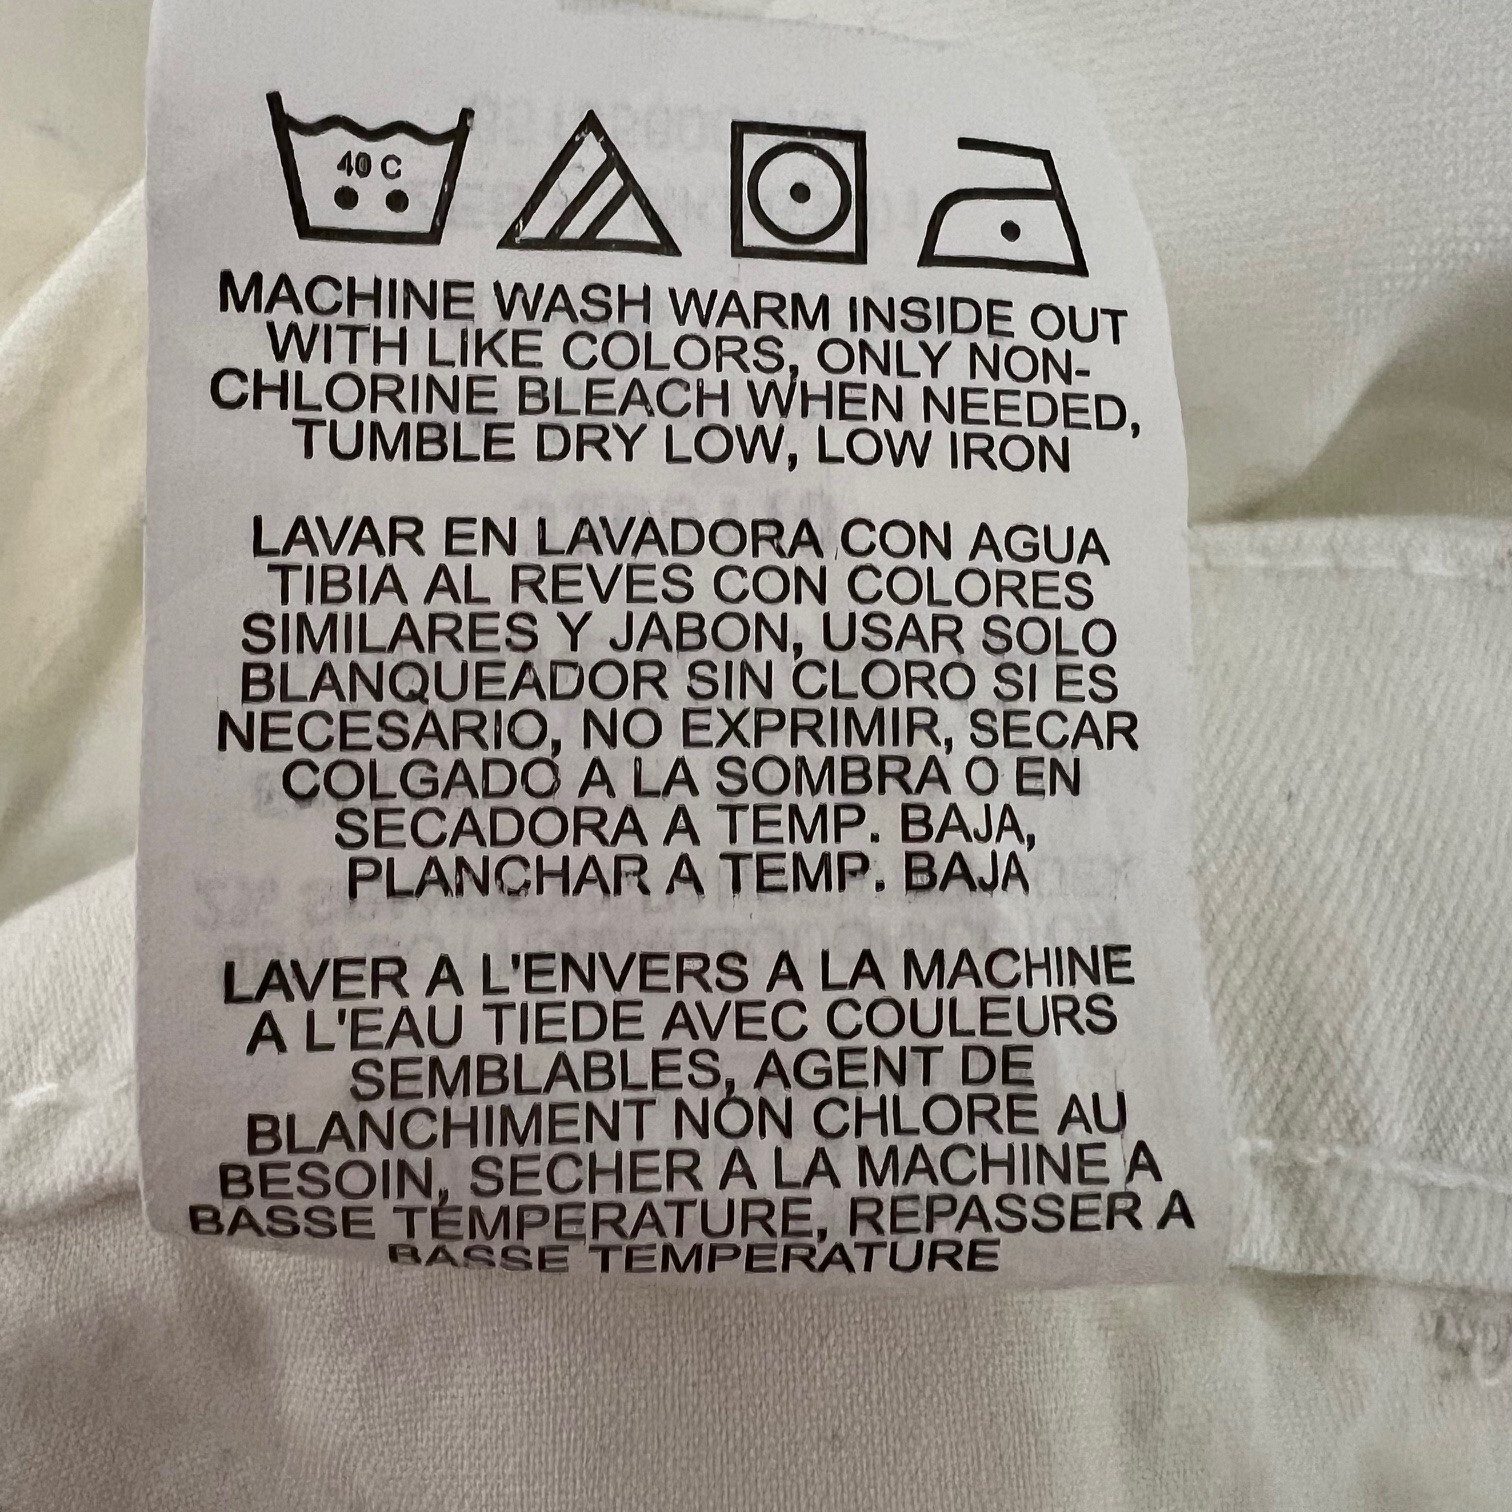 40 C
MACHINE WASH WARM INSIDE OUT
WITH LIKE COLORS, ONLY NON-
CHLORINE BLEACH WHEN NEEDED,
TUMBLE DRY LOW, LOW IRON
LAVAR EN LAVADORA CON AGUA
TIBIA AL REVES CON COLORES
SIMILARES Y JABON, USAR SOLO
BLANQUEADOR SIN CLORO SI ES
NECESARIO, NO EXPRIMIR, SECAR
COLGADO A LA SOMBRA O EN
SECADORA A TEMP. BAJA,
PLANCHAR A TEMP. BAJA
LAVER A L'ENVERS A LA MACHINE
A L'EAU TIEDE AVEC COULEURS
SEMBLABLES, AGENT DE
BLANCHIMENT NON CHLORE AU
BESOIN, SECHER A LA MACHINE A
BASSE TEMPERATURE, REPASSER A
BASSE TEMPERATURE